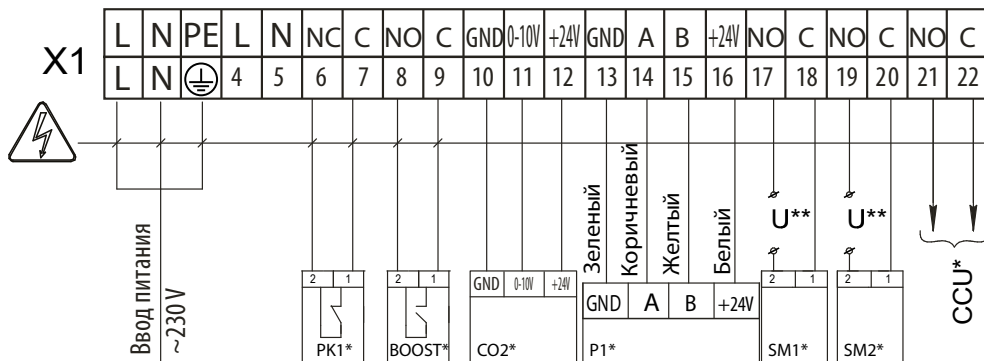 L N PE L N NC C NO C GND 0-10V +24V GND A B +24V NO C NO C NO C
X1
L N 4 5 6 7 8 9 10 11 12 13 14 15 16 17 18 19 20 21 22
Ввод питания
~230 V
2 1
PK1*
2 1
BOOST*
GND 0-10V +24V
CO2*
Зеленый
Коричневый
Желтый
Белый
GND A B +24V
P1*
U**
2 1
SM1*
U**
2 1
SM2*
CCU*